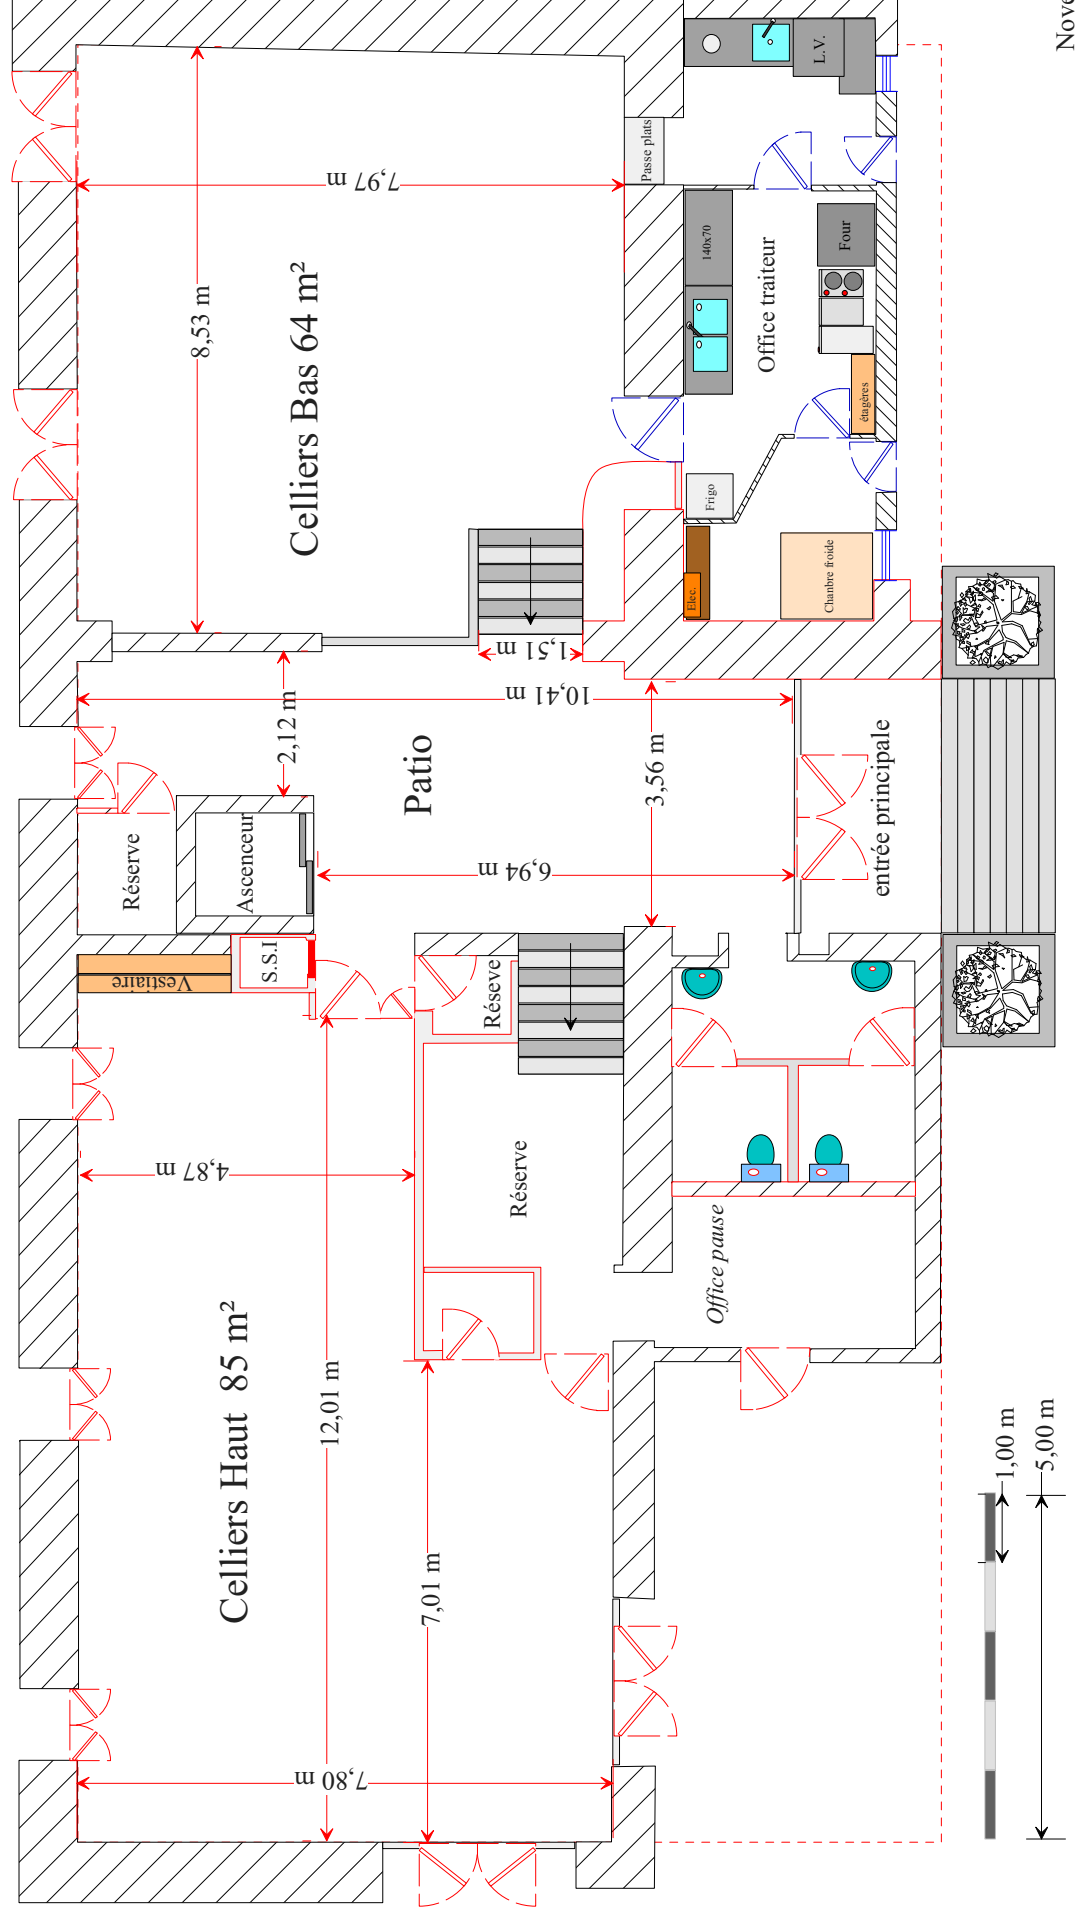 Celliers Haut 85 m²
Celliers Bas 64 m²
Patio
Vestiaire
S.S.I
Réserve
Ascenceur
Réseve
Réserve
Office pause
entrée principale
Office traiteur
Passe plats
140x70
L.V.
Four
étagères
Frigo
Elec.
Chanbre froide
7,80 m
7,01 m
12,01 m
4,87 m
2,12 m
10,41 m
6,94 m
3,56 m
1,51 m
8,53 m
7,97 m
1,00 m
5,00 m
Nove